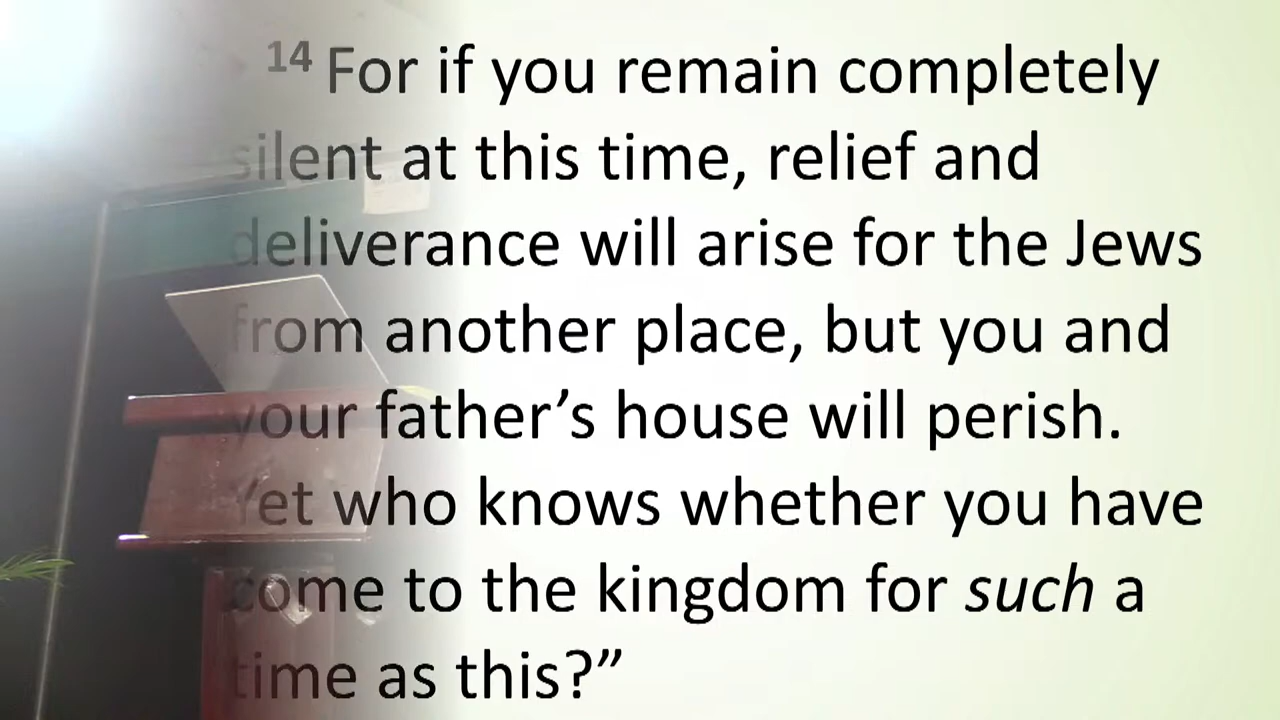 14 For if you remain completely
silent at this time, relief and
deliverance will arise for the Jews
from another place, but you and
your father’s house will perish.
Yet who knows whether you have
come to the kingdom for such a
time as this?”